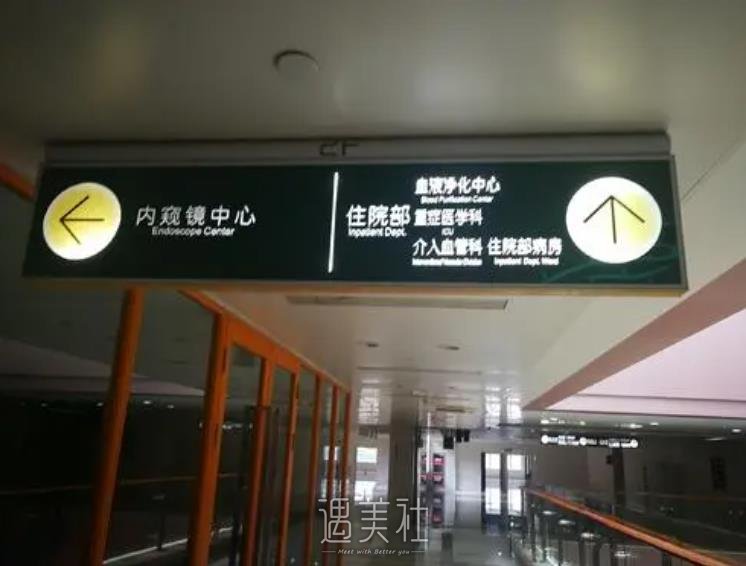 2F
内窥镜中心
Endoscope Center
住院部
Inpatient Dept.
血液净化中心
Blood Purification Center
重症医学科
ICU
介入血管科
住院部病房
Inpatient Dept. Ward
遇美社
Meet with Better you